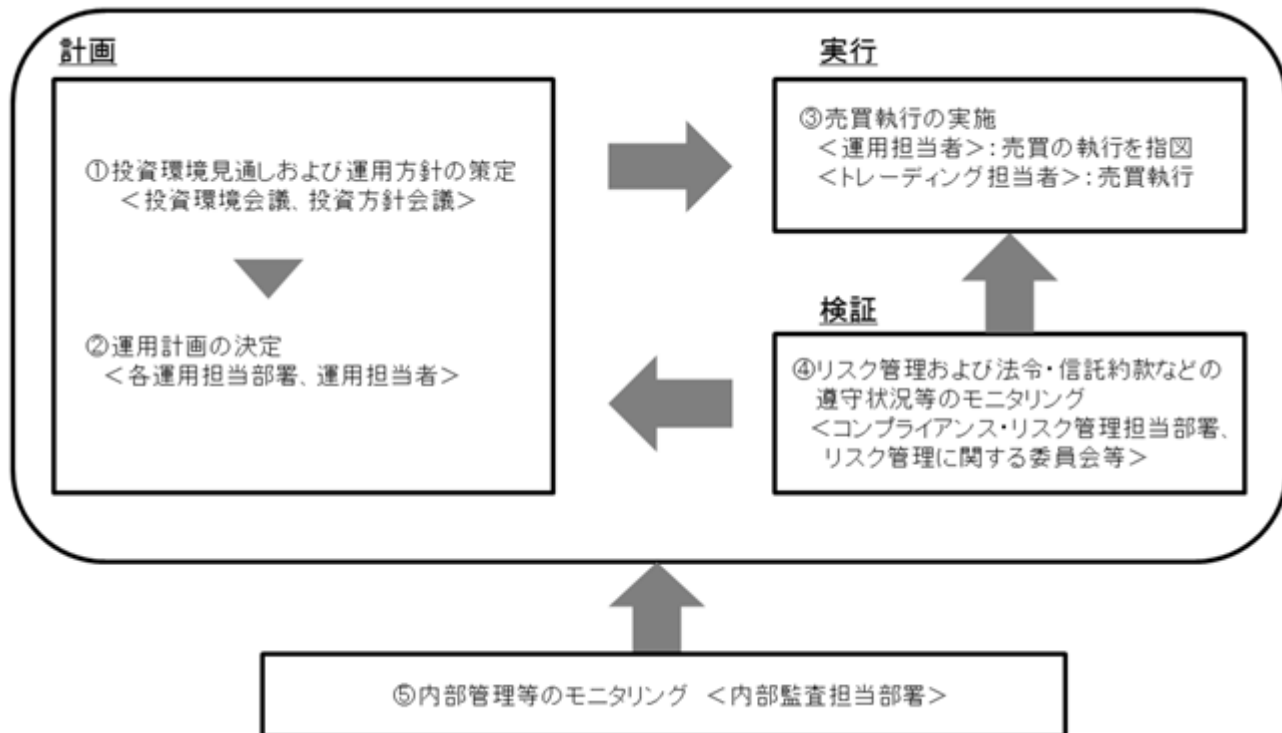 計画
①投資環境見通しおよび運用方針の策定
＜投資環境会議、投資方針会議＞
②運用計画の決定
＜各運用担当部署、運用担当者＞
実行
③売買執行の実施
＜運用担当者＞：売買の執行を指図
＜トレーディング担当者＞：売買執行
検証
④リスク管理および法令・信託約款などの
遵守状況等のモニタリング
＜コンプライアンス・リスク管理担当部署、
リスク管理に関する委員会等＞
⑤内部管理等のモニタリング ＜内部監査担当部署＞